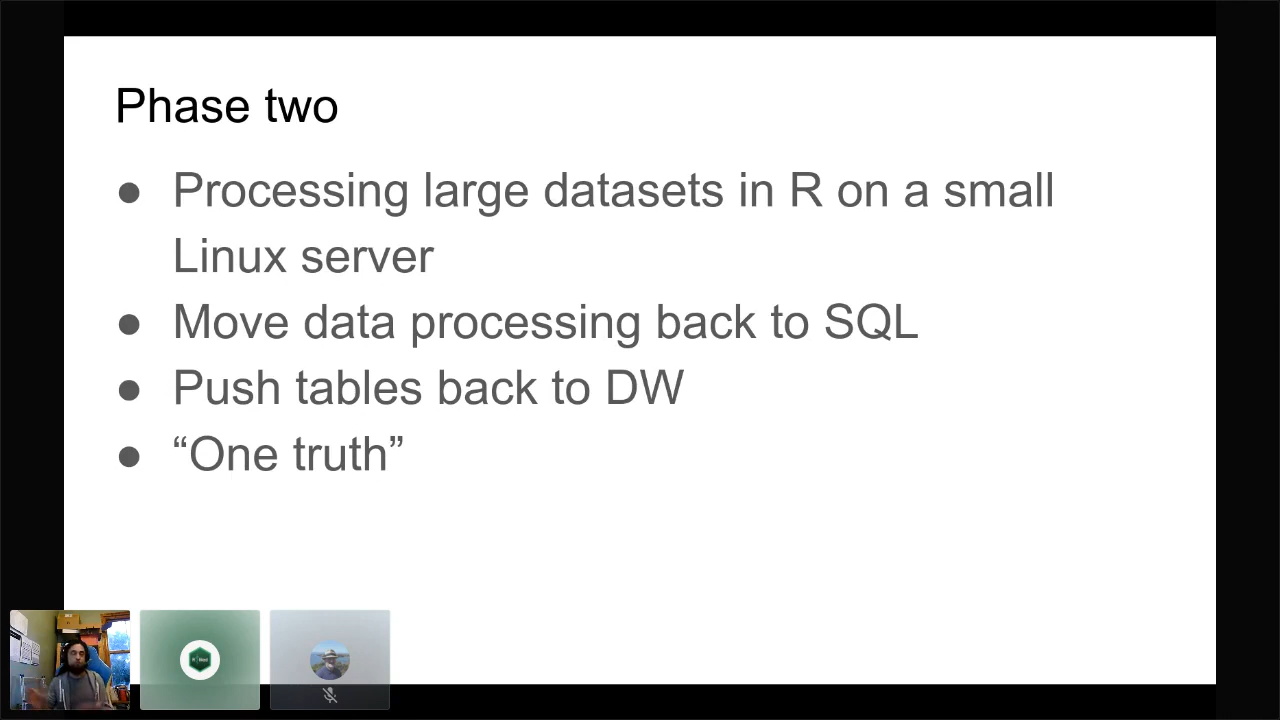 Phase two
● Processing large datasets in R on a small
Linux server
● Move data processing back to SQL
● Push tables back to DW
● “One truth”